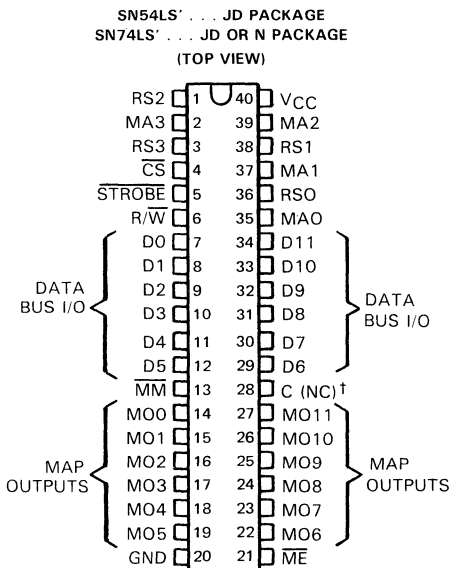 SN54LS' . . . JD PACKAGE
SN74LS' . . . JD OR N PACKAGE
(TOP VIEW)
RS2 1 40 VCC
MA3 2 39 MA2
RS3 3 38 RS1
CS 4 37 MA1
STROBE 5 36 RS0
R/W 6 35 MA0
D0 7 34 D11
D1 8 33 D10
D2 9 32 D9
D3 10 31 D8
D4 11 30 D7
D5 12 29 D6
DATA
BUS I/O
DATA
BUS I/O
MM 13 28 C (NC)†
MO0 14 27 MO11
MO1 15 26 MO10
MO2 16 25 MO9
MO3 17 24 MO8
MO4 18 23 MO7
MO5 19 22 MO6
MAP
OUTPUTS
MAP
OUTPUTS
GND 20 21 ME